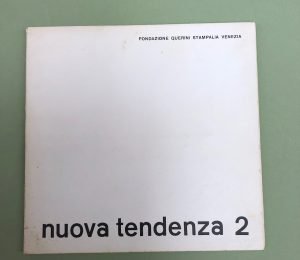 FONDAZIONE QUERINI STAMPALIA VENEZIA
nuova tendenza 2